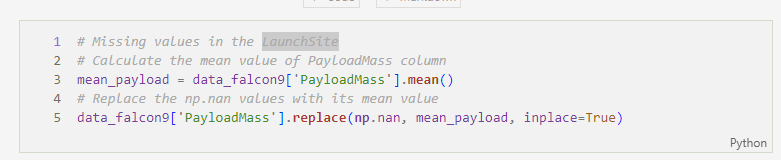 1 # Missing values in the LaunchSite
2 # Calculate the mean value of PayloadMass column
3 mean_payload = data_falcon9['PayloadMass'].mean()
4 # Replace the np.nan values with its mean value
5 data_falcon9['PayloadMass'].replace(np.nan, mean_payload, inplace=True)
Python